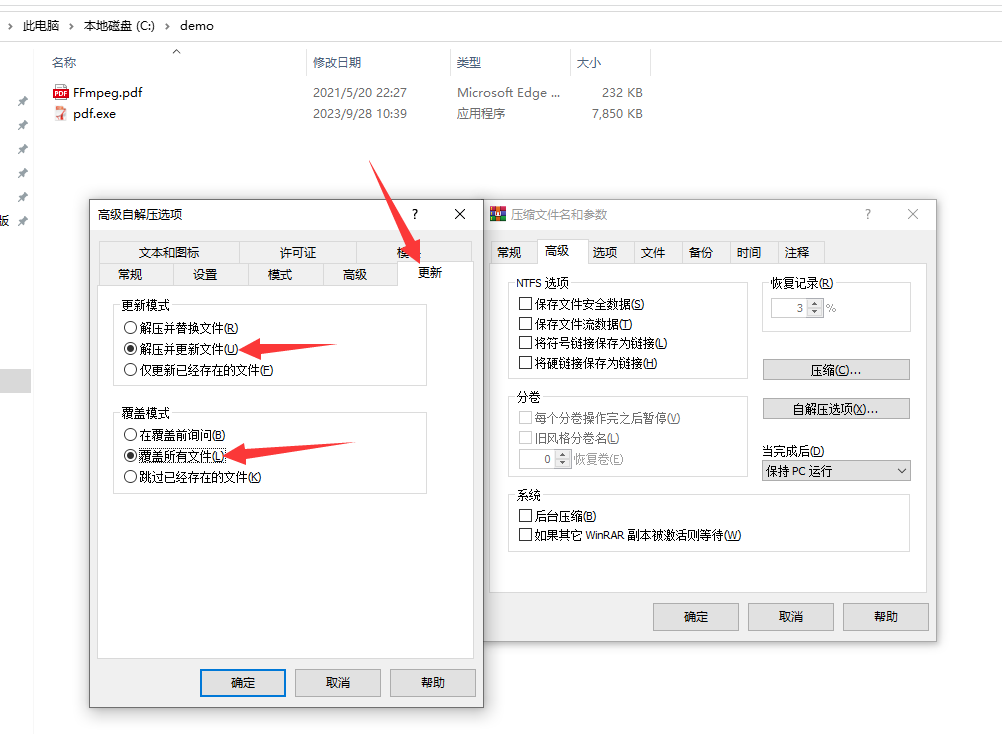 此电脑 › 本地磁盘 (C:) › demo
名称 修改日期 类型 大小
FFmpeg.pdf 2021/5/20 22:27 Microsoft Edge ... 232 KB
pdf.exe 2023/9/28 10:39 应用程序 7,850 KB
版
高级自解压选项 ?
文本和图标 许可证
常规 设置 模式 高级 更新
更新模式
解压并替换文件(R)
解压并更新文件(U)
仅更新已经存在的文件(F)
覆盖模式
在覆盖前询问(B)
覆盖所有文件(L)
跳过已经存在的文件(K)
确定 取消 帮助
压缩文件名和参数 ?
常规 高级 选项 文件 备份 时间 注释
NTFS 选项
保存文件安全数据(S)
保存文件流数据(T)
将符号链接保存为链接(L)
将硬链接保存为链接(H)
分卷
每个分卷操作完之后暂停(V)
旧风格分卷名(L)
0 恢复卷(E)
系统
后台压缩(B)
如果其它 WinRAR 副本被激活则等待(W)
恢复记录(R)
3 %
压缩(C)...
自解压选项(X)...
当完成后(D)
保持 PC 运行
确定 取消 帮助